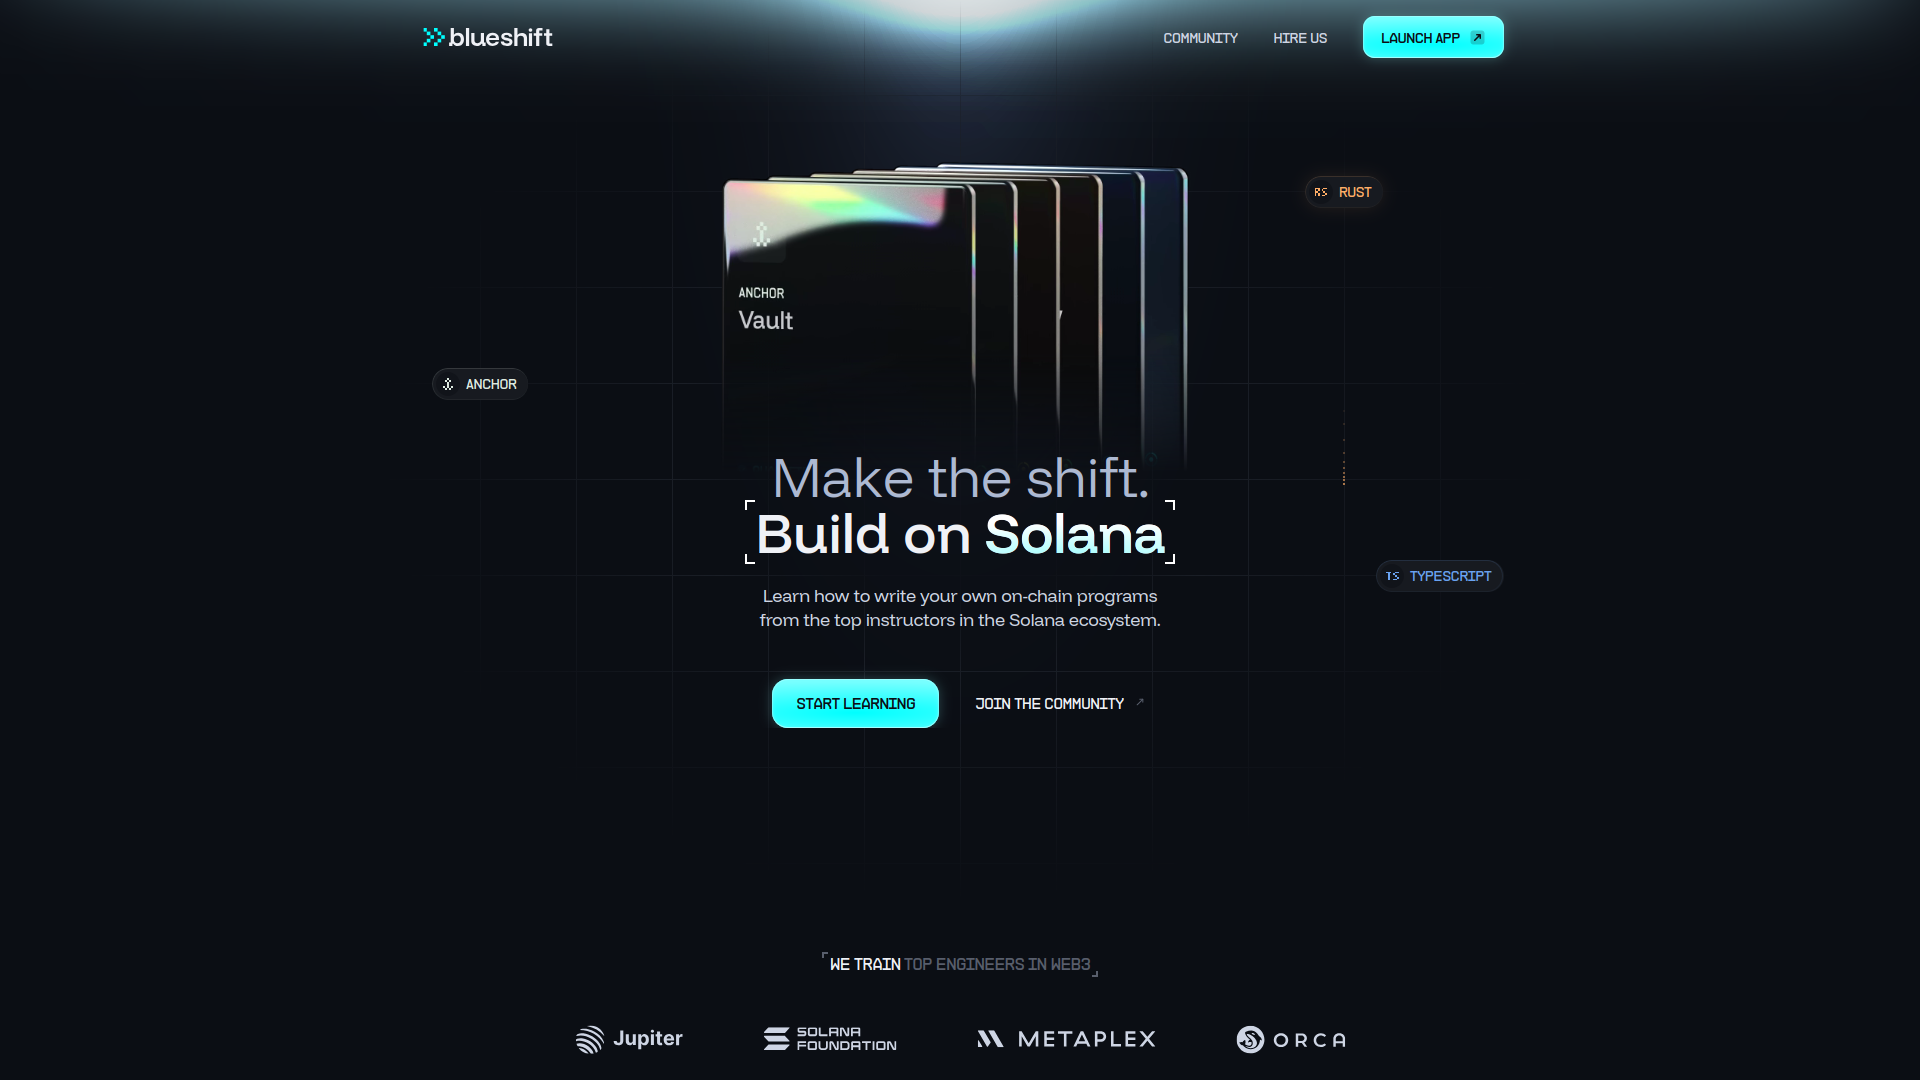 blueshift
COMMUNITY
HIRE US
LAUNCH APP
RS RUST
ANCHOR
Vault
ANCHOR
Make the shift.
Build on Solana
TS TYPESCRIPT
Learn how to write your own on-chain programs
from the top instructors in the Solana ecosystem.
START LEARNING
JOIN THE COMMUNITY
WE TRAIN TOP ENGINEERS IN WEB3
Jupiter
SOLANA
FOUNDATION
METAPLEX
ORCA